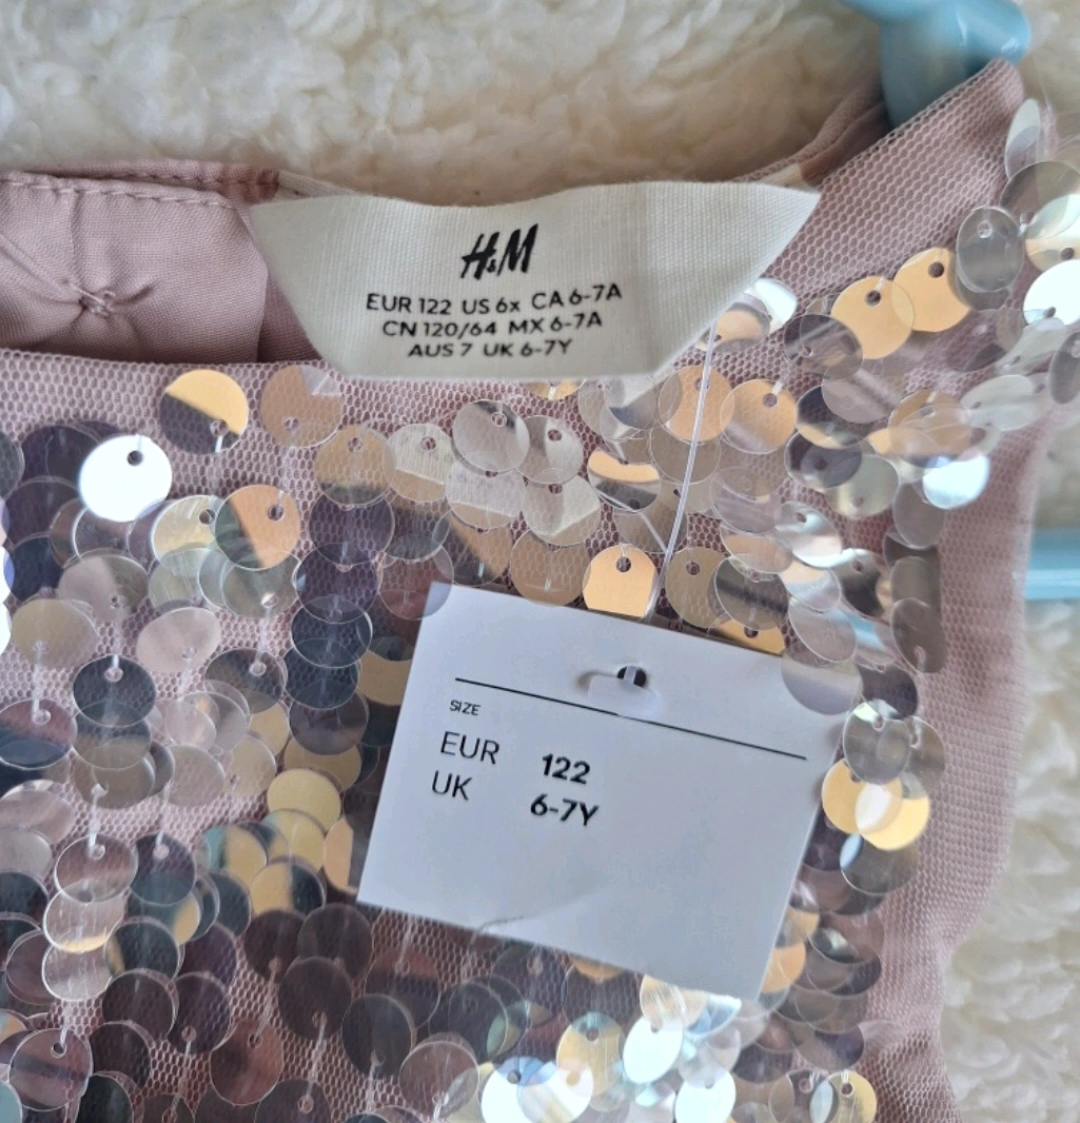 H&M
EUR 122 US 6x CA 6-7A
CN 120/64 MX 6-7A
AUS 7 UK 6-7Y
SIZE
EUR 122
UK 6-7Y